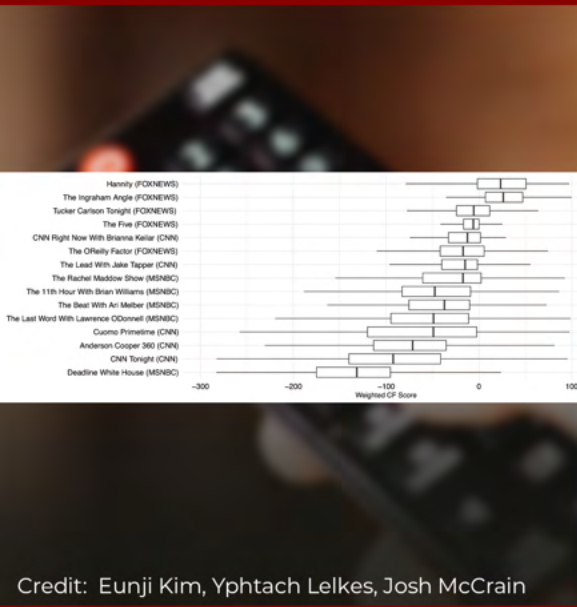 Hannity (FOXNEWS)
The Ingraham Angle (FOXNEWS)
Tucker Carlson Tonight (FOXNEWS)
The Five (FOXNEWS)
CNN Right Now With Brianna Keilar (CNN)
The OReilly Factor (FOXNEWS)
The Lead With Jake Tapper (CNN)
The Rachel Maddow Show (MSNBC)
The 11th Hour With Brian Williams (MSNBC)
The Beat With Ari Melber (MSNBC)
The Last Word With Lawrence ODonnell (MSNBC)
Cuomo Primetime (CNN)
Anderson Cooper 360 (CNN)
CNN Tonight (CNN)
Deadline White House (MSNBC)
−300 −200 −100 0 100
Weighted CF Score
Credit: Eunji Kim, Yphtach Lelkes, Josh McCrain